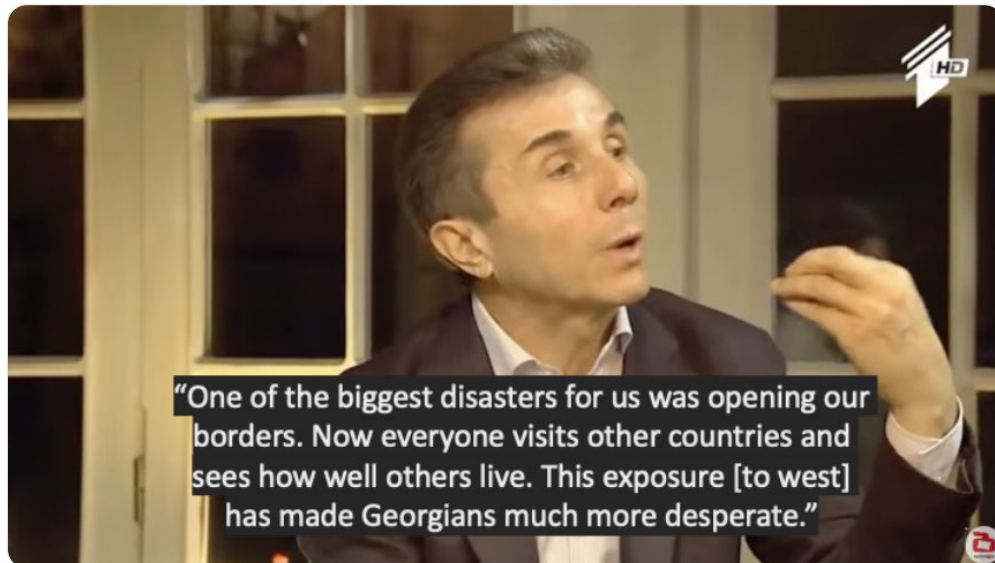 HD
“One of the biggest disasters for us was opening our
borders. Now everyone visits other countries and
sees how well others live. This exposure [to west]
has made Georgians much more desperate.”